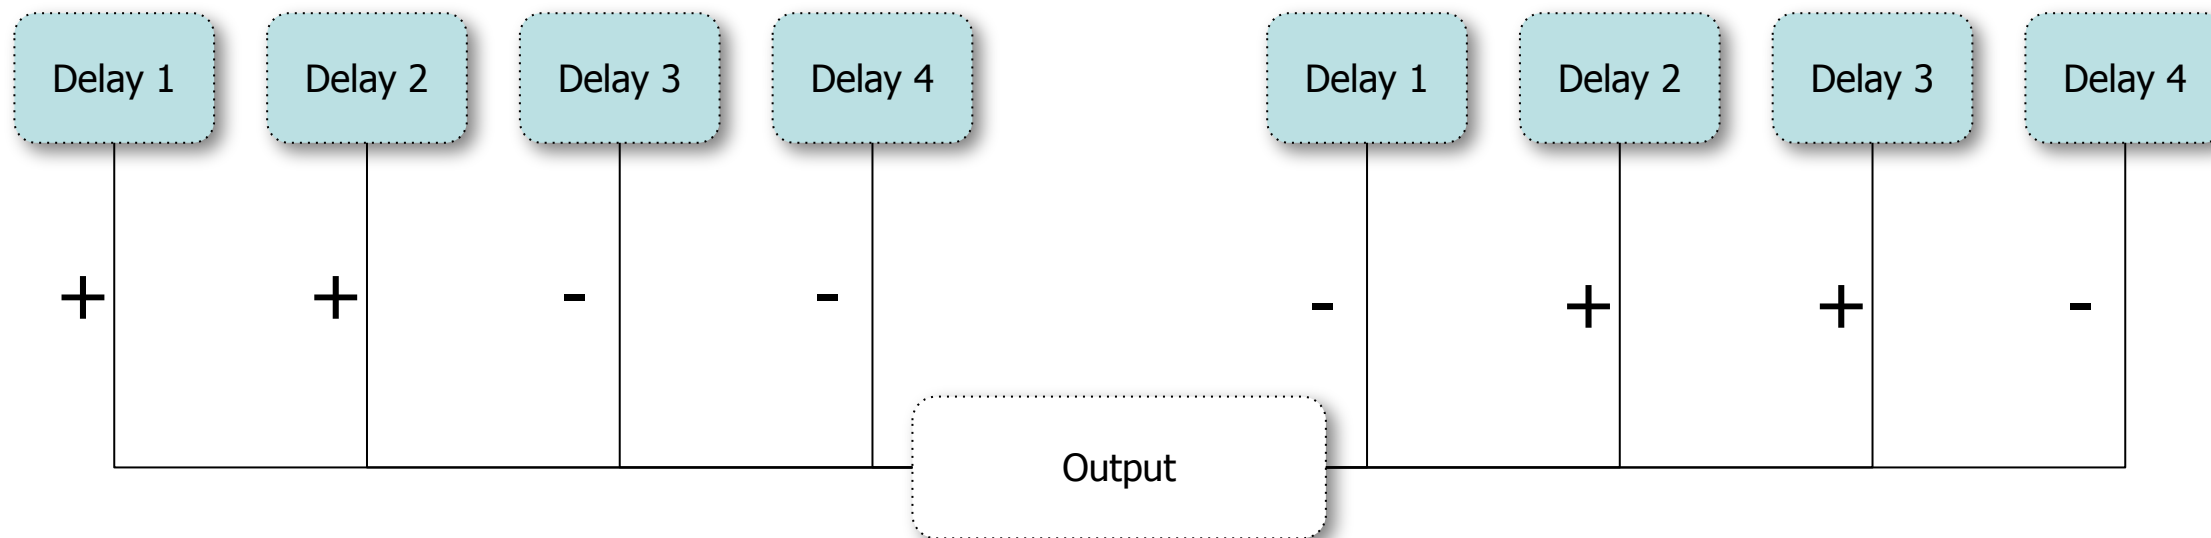 Delay 1 Delay 2 Delay 3 Delay 4 Delay 1 Delay 2 Delay 3 Delay 4
+ + - - - + + -
Output